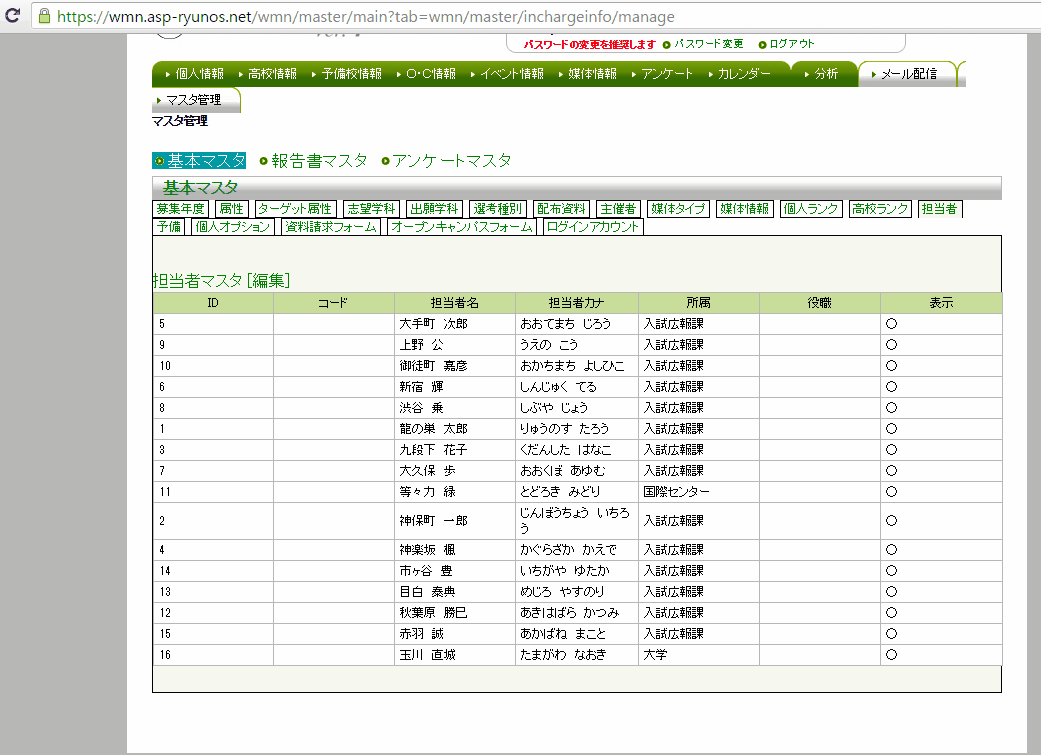 https://wmn.asp-ryunos.net/wmn/master/main?tab=wmn/master/inchargeinfo/manage
パスワードの変更を推奨します パスワード変更 ログアウト
個人情報 高校情報 予備校情報 O・C情報 イベント情報 媒体情報 アンケート カレンダー 分析 メール配信
マスタ管理
マスタ管理
基本マスタ 報告書マスタ アンケートマスタ
基本マスタ
募集年度 属性 ターゲット属性 志望学科 出願学科 選考種別 配布資料 主催者 媒体タイプ 媒体情報 個人ランク 高校ランク 担当者
予備 個人オプション 資料請求フォーム オープンキャンパスフォーム ログインアカウント
担当者マスタ [編集]
ID コード 担当者名 担当者カナ 所属 役職 表示
5 大手町 次郎 おおてまち じろう 入試広報課 ○
9 上野 公 うえの こう 入試広報課 ○
10 御徒町 嘉彦 おかちまち よしひこ 入試広報課 ○
6 新宿 輝 しんじゅく てる 入試広報課 ○
8 渋谷 乗 しぶや じょう 入試広報課 ○
1 龍の巣 太郎 りゅうのす たろう 入試広報課 ○
3 九段下 花子 くだんした はなこ 入試広報課 ○
7 大久保 歩 おおくぼ あゆむ 入試広報課 ○
11 等々力 緑 とどろき みどり 国際センター ○
2 神保町 一郎 じんぼうちょう いちろう 入試広報課 ○
4 神楽坂 楓 かぐらざか かえで 入試広報課 ○
14 市ヶ谷 豊 いちがや ゆたか 入試広報課 ○
13 目白 泰典 めじろ やすのり 入試広報課 ○
12 秋葉原 勝巳 あきはばら かつみ 入試広報課 ○
15 赤羽 誠 あかばね まこと 入試広報課 ○
16 玉川 直城 たまがわ なおき 大学 ○